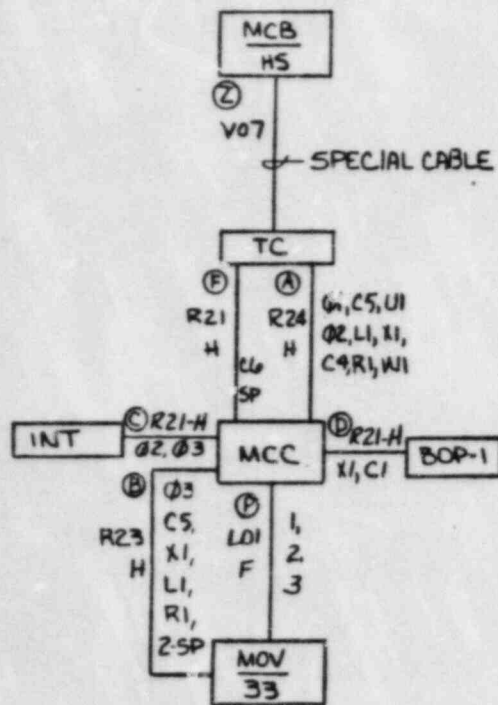 MCB
HS
Z
V07
SPECIAL CABLE
TC
F
A
R21
H
R24
H
C5, U1
Ø2, L1, X1,
C4, R1, W1
C6
SP
INT
C R21-H
Ø2, Ø3
MCC
D R21-H
X1, C1
BOP-1
B
R23
H
Ø3
C5,
X1,
L1,
R1,
2-SP
P
L01
F
1,
2,
3
MOV
33